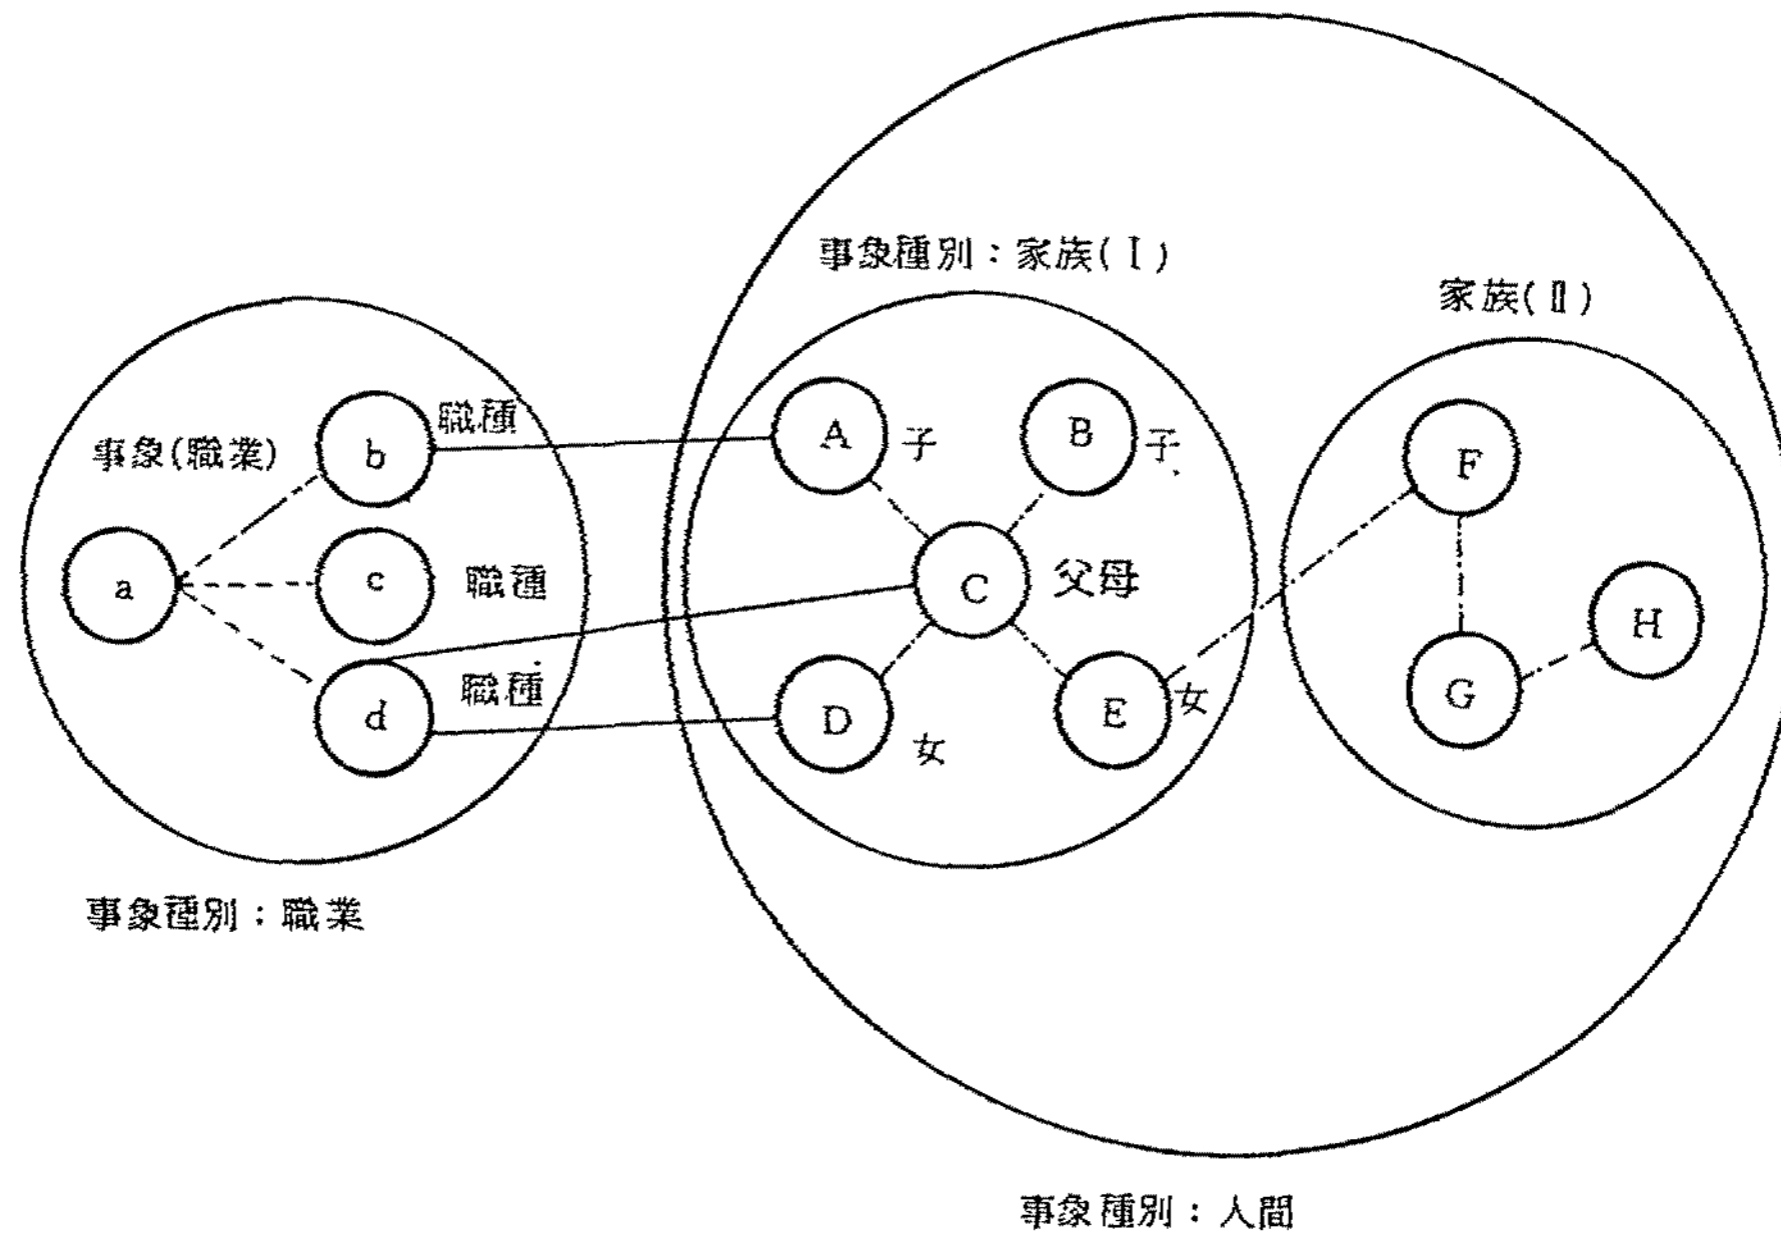 事象種別：家族(Ⅰ)
家族(Ⅱ)
事象(職業)
b
職種
A
子
B
子
F
a
c
職種
C
父母
H
d
職種
D
女
E
女
G
事象種別：職業
事象種別：人間